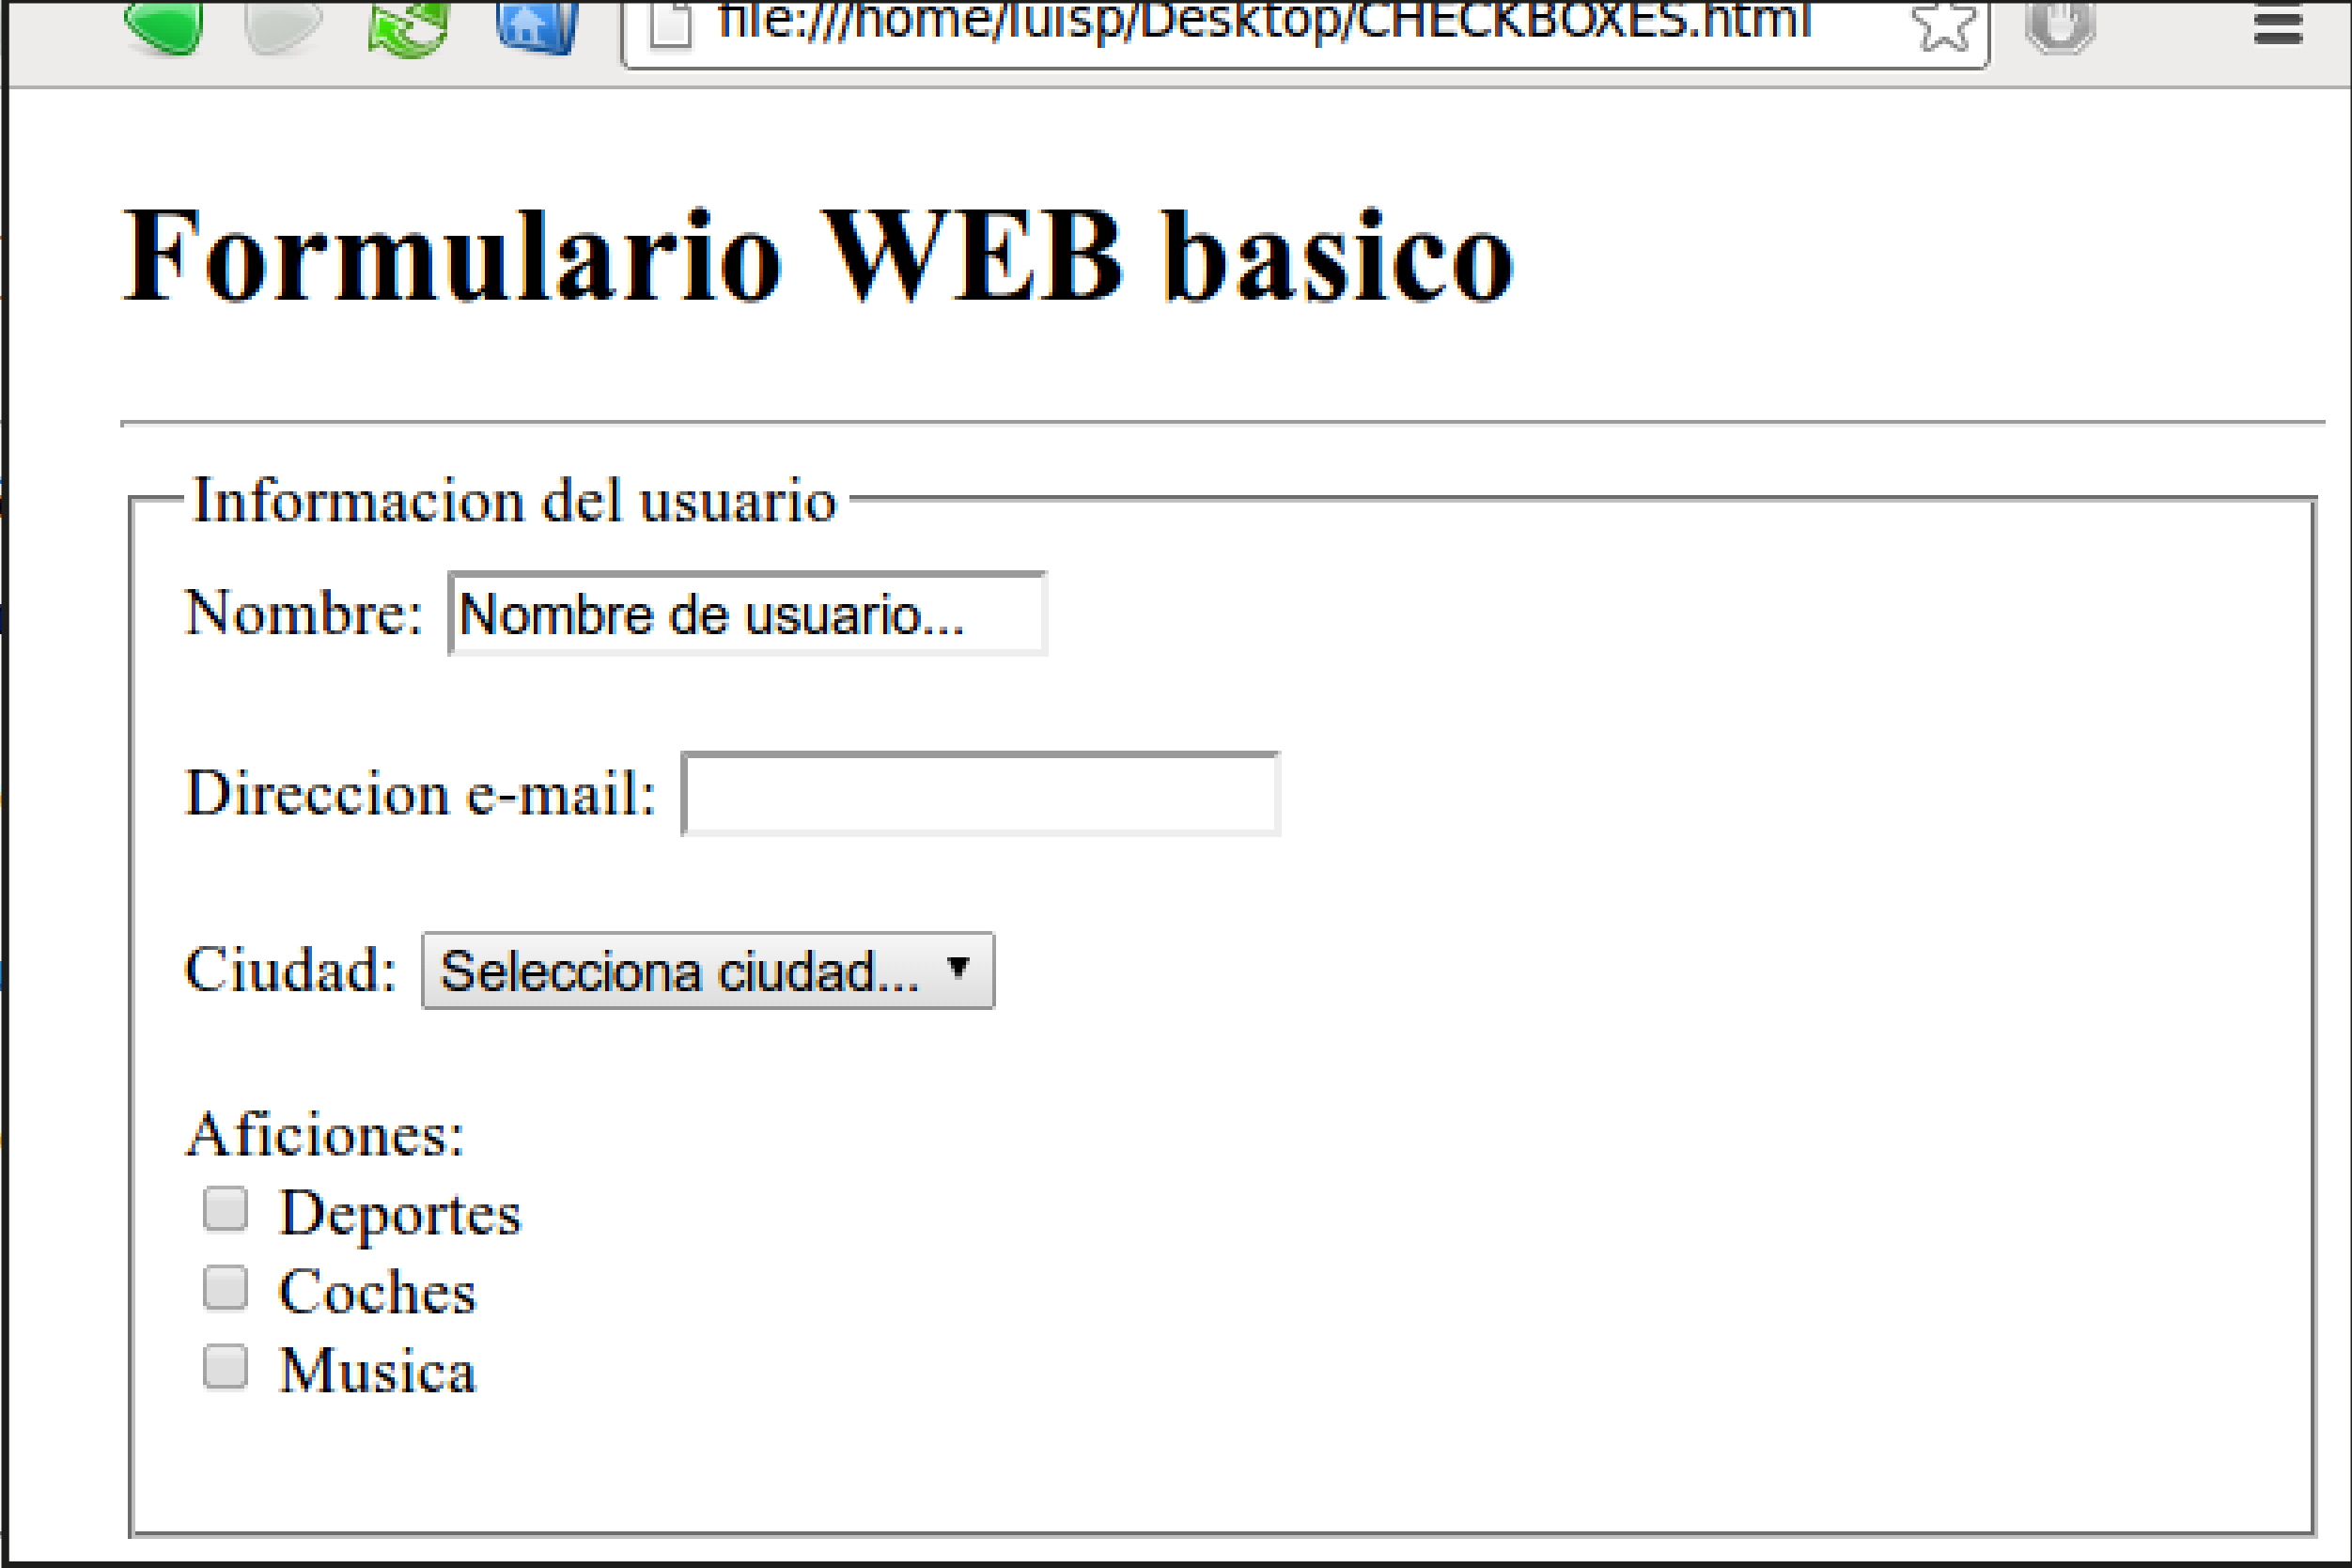 file:///home/luisp/Desktop/CHECKBOXES.html
Formulario WEB basico
Informacion del usuario
Nombre: Nombre de usuario...
Direccion e-mail:
Ciudad: Selecciona ciudad...
Aficiones:
Deportes
Coches
Musica